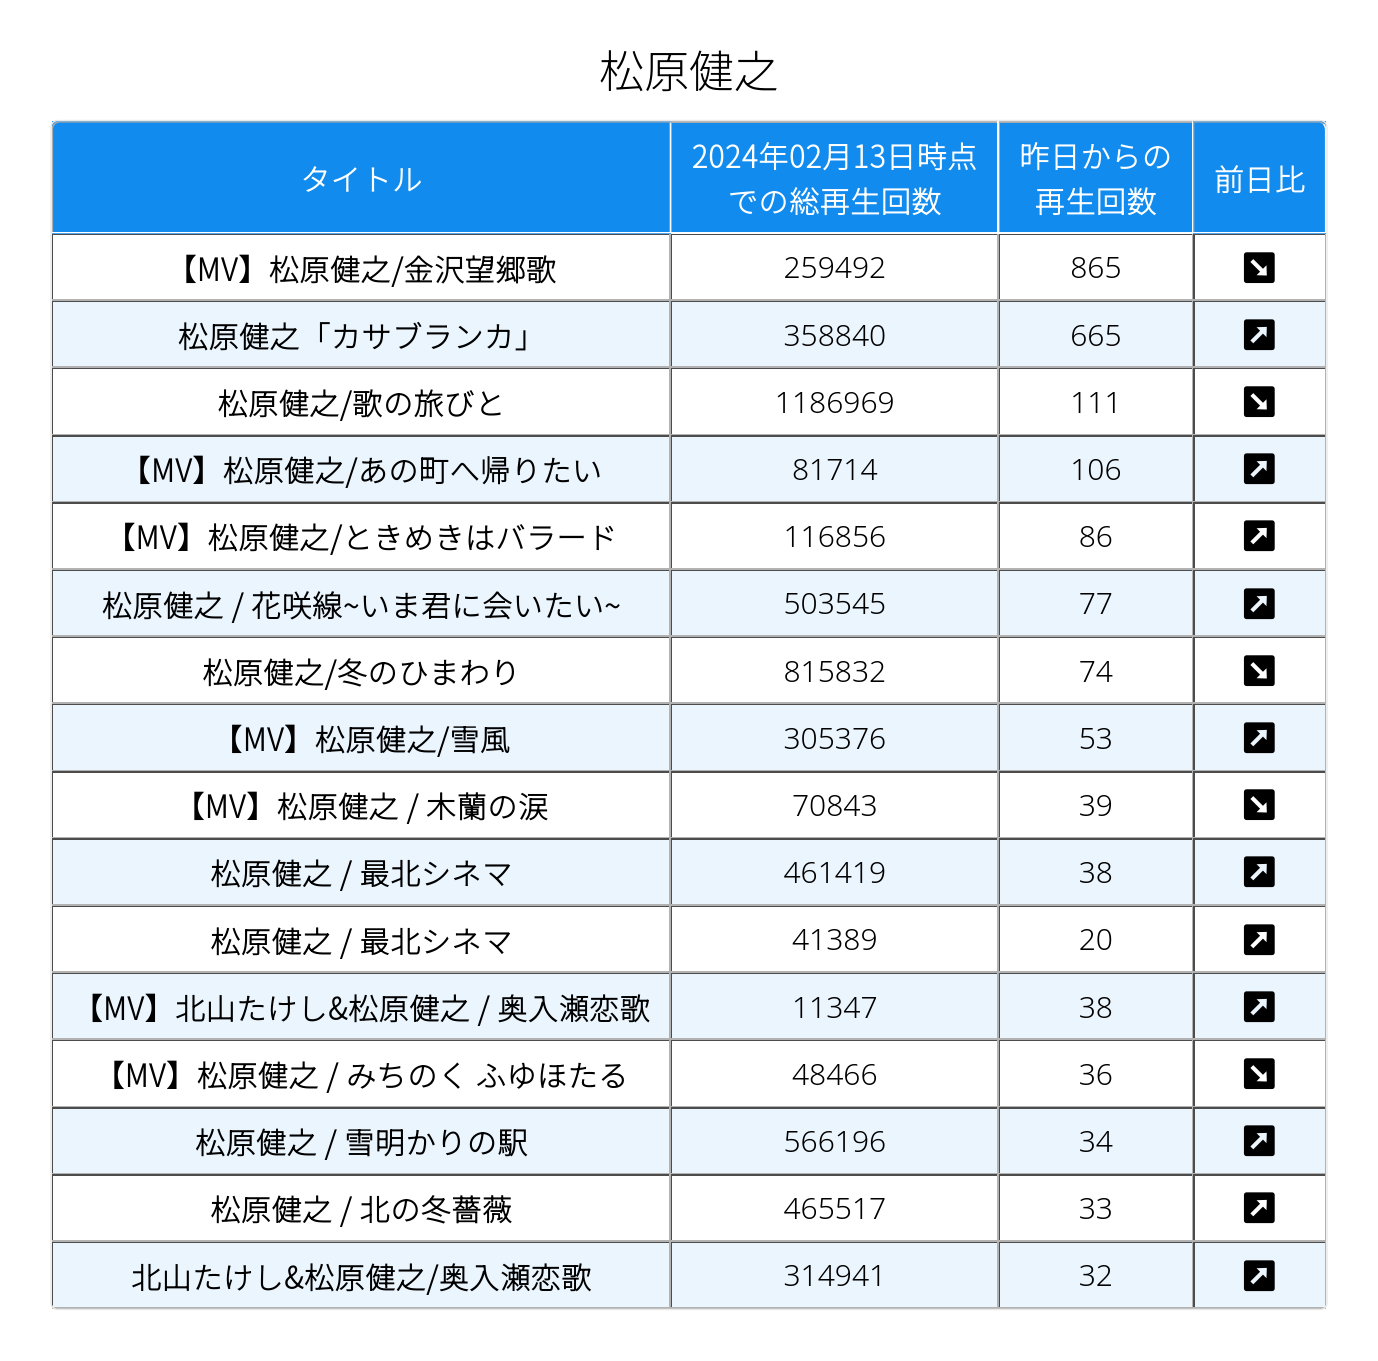 松原健之
タイトル 2024年02月13日時点での総再生回数 昨日からの再生回数 前日比
【MV】松原健之/金沢望郷歌 259492 865 ↘
松原健之「カサブランカ」 358840 665 ↗
松原健之/歌の旅びと 1186969 111 ↘
【MV】松原健之/あの町へ帰りたい 81714 106 ↗
【MV】松原健之/ときめきはバラード 116856 86 ↗
松原健之 / 花咲線~いま君に会いたい~ 503545 77 ↗
松原健之/冬のひまわり 815832 74 ↘
【MV】松原健之/雪風 305376 53 ↗
【MV】松原健之 / 木蘭の涙 70843 39 ↘
松原健之 / 最北シネマ 461419 38 ↗
松原健之 / 最北シネマ 41389 20 ↗
【MV】北山たけし&松原健之 / 奥入瀬恋歌 11347 38 ↗
【MV】松原健之 / みちのく ふゆほたる 48466 36 ↘
松原健之 / 雪明かりの駅 566196 34 ↗
松原健之 / 北の冬薔薇 465517 33 ↗
北山たけし&松原健之/奥入瀬恋歌 314941 32 ↗